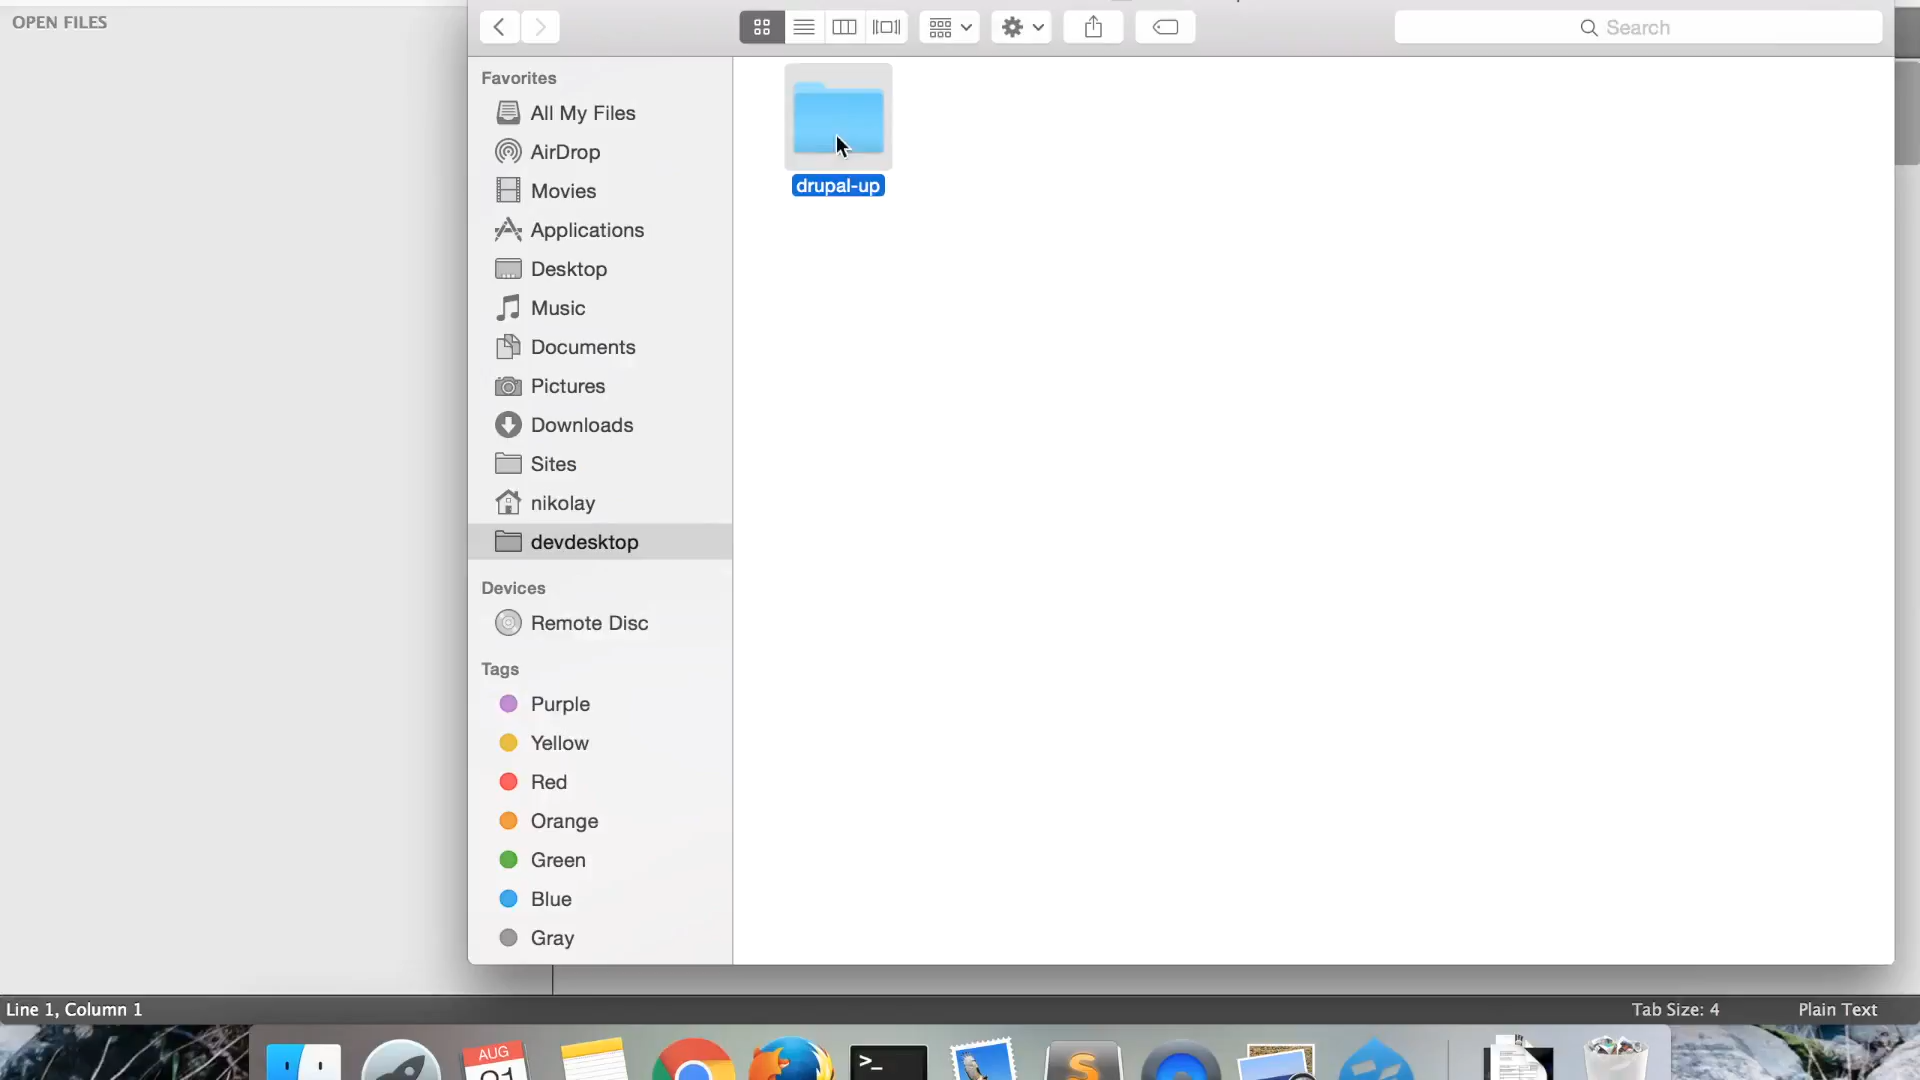 OPEN FILES
Search
Favorites
All My Files
AirDrop
Movies
Applications
Desktop
Music
Documents
Pictures
Downloads
Sites
nikolay
devdesktop
Devices
Remote Disc
Tags
Purple
Yellow
Red
Orange
Green
Blue
Gray
drupal-up
Line 1, Column 1
Tab Size: 4
Plain Text
AUG
>_
S